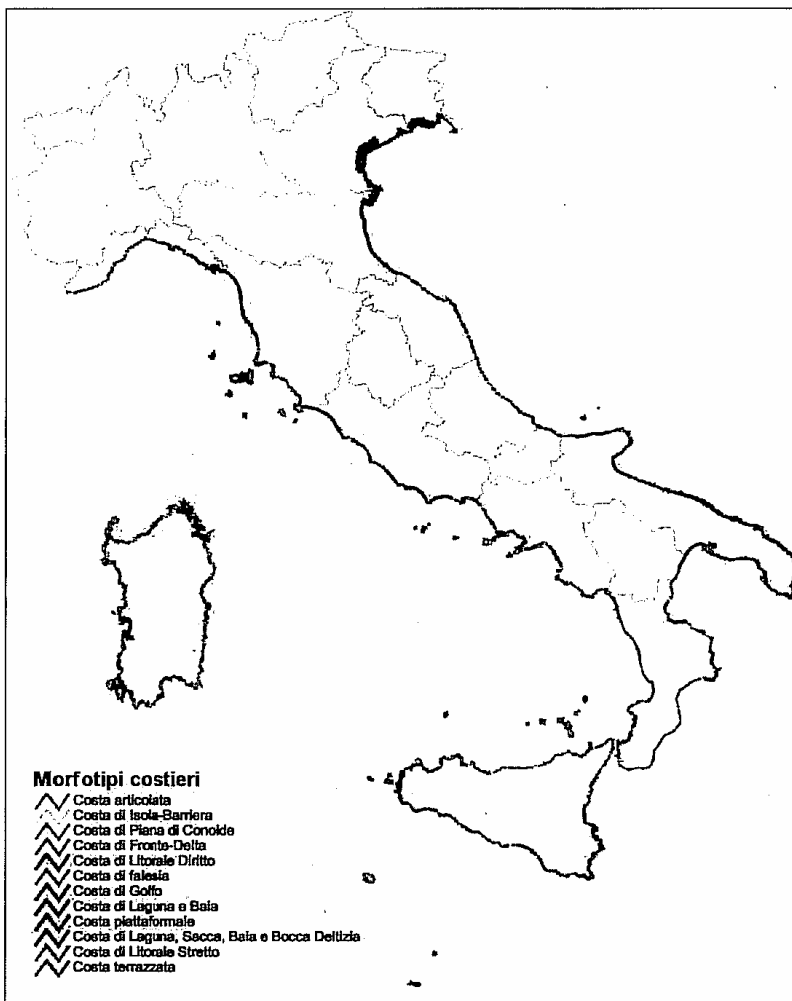 Morfotipi costieri
Costa articolata
Costa di Isola-Barriera
Costa di Piana di Conoide
Costa di Fronte-Delta
Costa di Litorale Diritto
Costa di falesia
Costa di Golfo
Costa di Laguna e Baia
Costa piattaformale
Costa di Laguna, Sacca, Baia e Bocca Deltizia
Costa di Litorale Stretto
Costa terrazzata